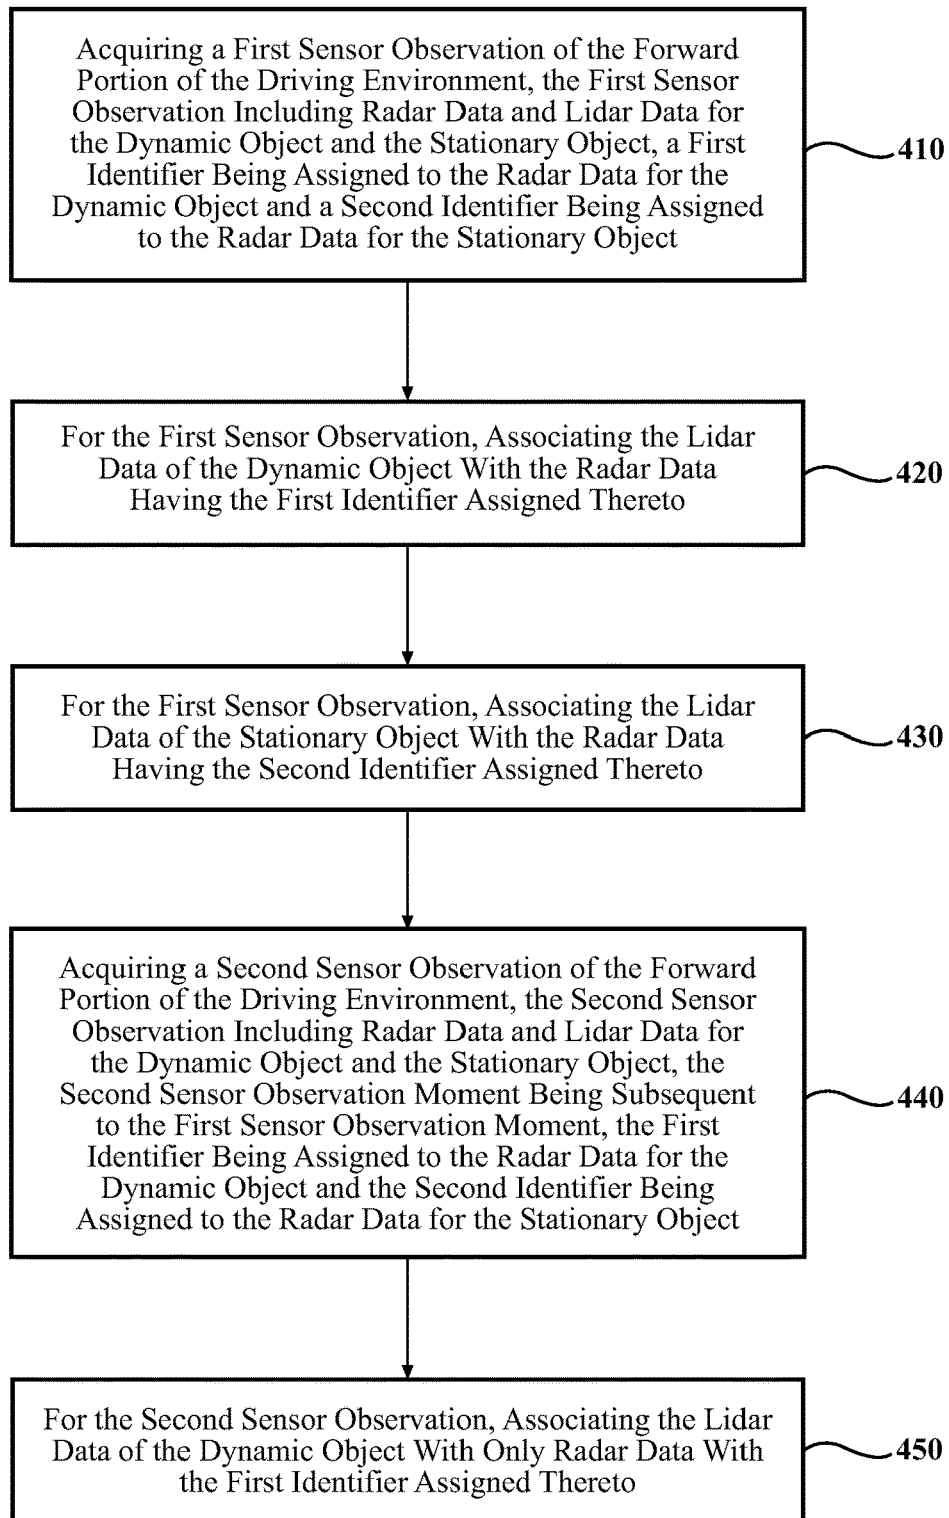 Acquiring a First Sensor Observation of the Forward
Portion of the Driving Environment, the First Sensor
Observation Including Radar Data and Lidar Data for
the Dynamic Object and the Stationary Object, a First
Identifier Being Assigned to the Radar Data for the
Dynamic Object and a Second Identifier Being Assigned
to the Radar Data for the Stationary Object
410
For the First Sensor Observation, Associating the Lidar
Data of the Dynamic Object With the Radar Data
Having the First Identifier Assigned Thereto
420
For the First Sensor Observation, Associating the Lidar
Data of the Stationary Object With the Radar Data
Having the Second Identifier Assigned Thereto
430
Acquiring a Second Sensor Observation of the Forward
Portion of the Driving Environment, the Second Sensor
Observation Including Radar Data and Lidar Data for
the Dynamic Object and the Stationary Object, the
Second Sensor Observation Moment Being Subsequent
to the First Sensor Observation Moment, the First
Identifier Being Assigned to the Radar Data for the
Dynamic Object and the Second Identifier Being
Assigned to the Radar Data for the Stationary Object
440
For the Second Sensor Observation, Associating the Lidar
Data of the Dynamic Object With Only Radar Data With
the First Identifier Assigned Thereto
450